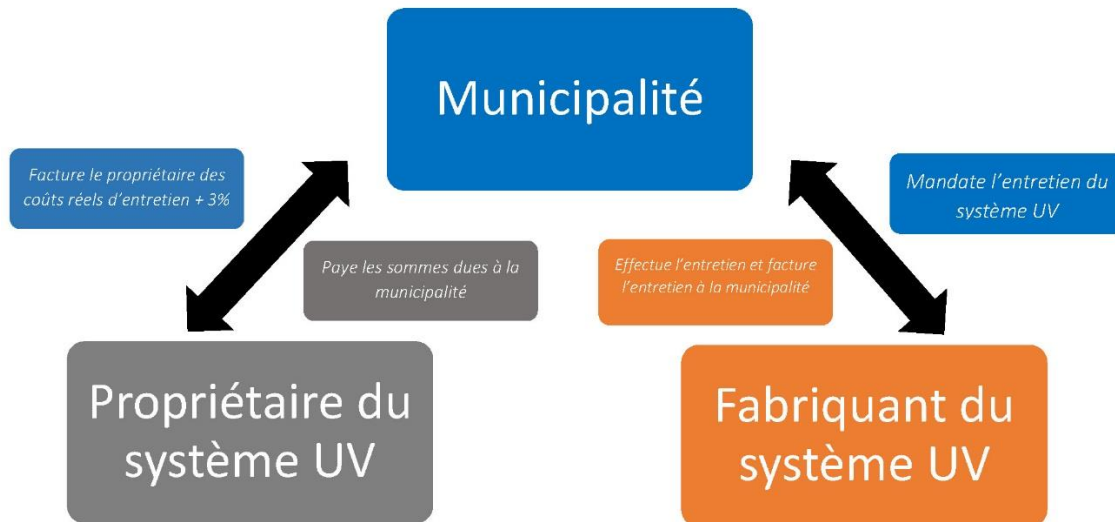 Municipalité
Facture le propriétaire des
coûts réels d'entretien + 3%
Mandate l'entretien du
système UV
Paye les sommes dues à la
municipalité
Effectue l'entretien et facture
l'entretien à la municipalité
Propriétaire du
système UV
Fabriquant du
système UV